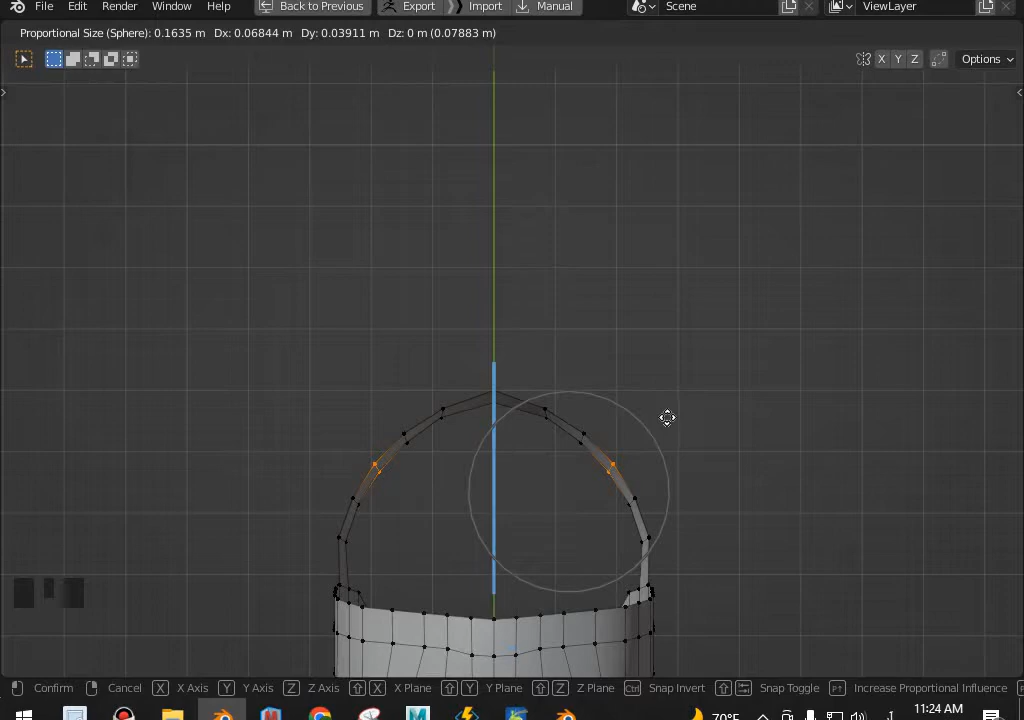 File Edit Render Window Help Back to Previous Export Import Manual Scene ViewLayer
Proportional Size (Sphere): 0.1635 m Dx: 0.06844 m Dy: 0.03911 m Dz: 0 m (0.07883 m)
X Y Z Options
Confirm Cancel X X Axis Y Y Axis Z Z Axis X X Plane Y Y Plane Z Z Plane Ctrl Snap Invert Snap Toggle P↑ Increase Proportional Influence
70°F 11:24 AM